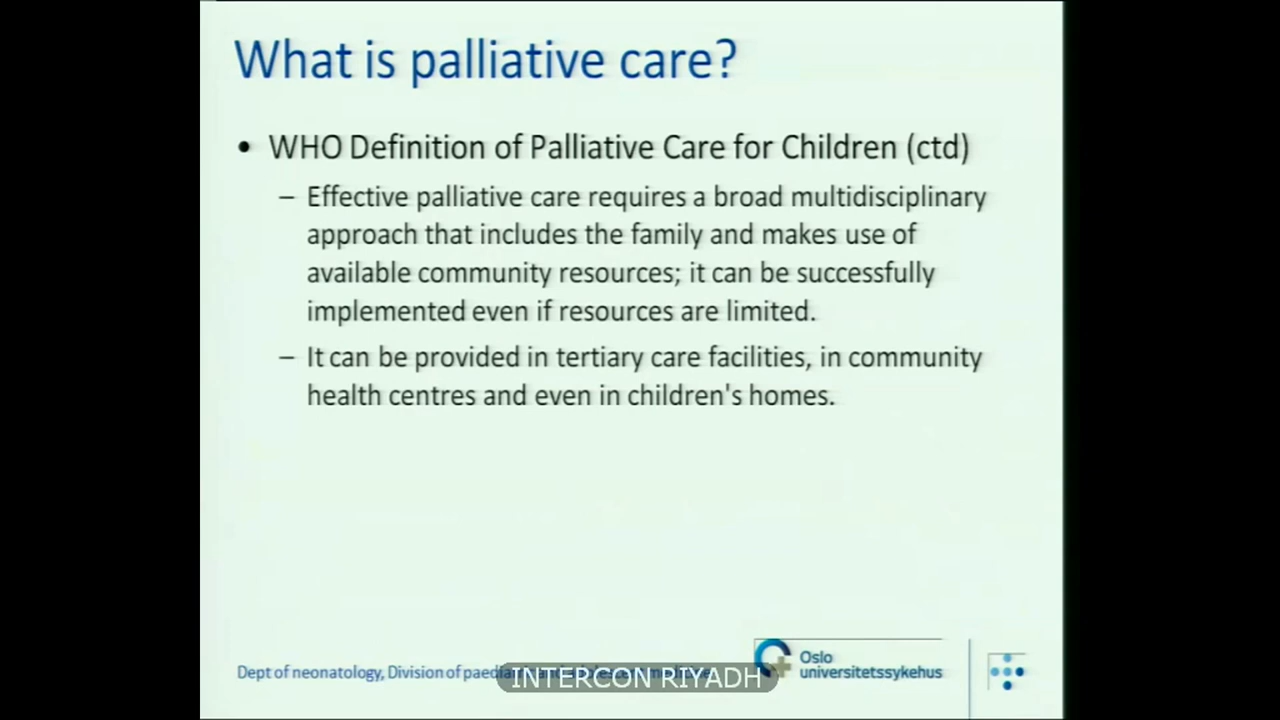 What is palliative care?
• WHO Definition of Palliative Care for Children (ctd)
– Effective palliative care requires a broad multidisciplinary
approach that includes the family and makes use of
available community resources; it can be successfully
implemented even if resources are limited.
– It can be provided in tertiary care facilities, in community
health centres and even in children's homes.
Dept of neonatology, Division of
INTERCON RIYADH
Oslo
universitetssykehus